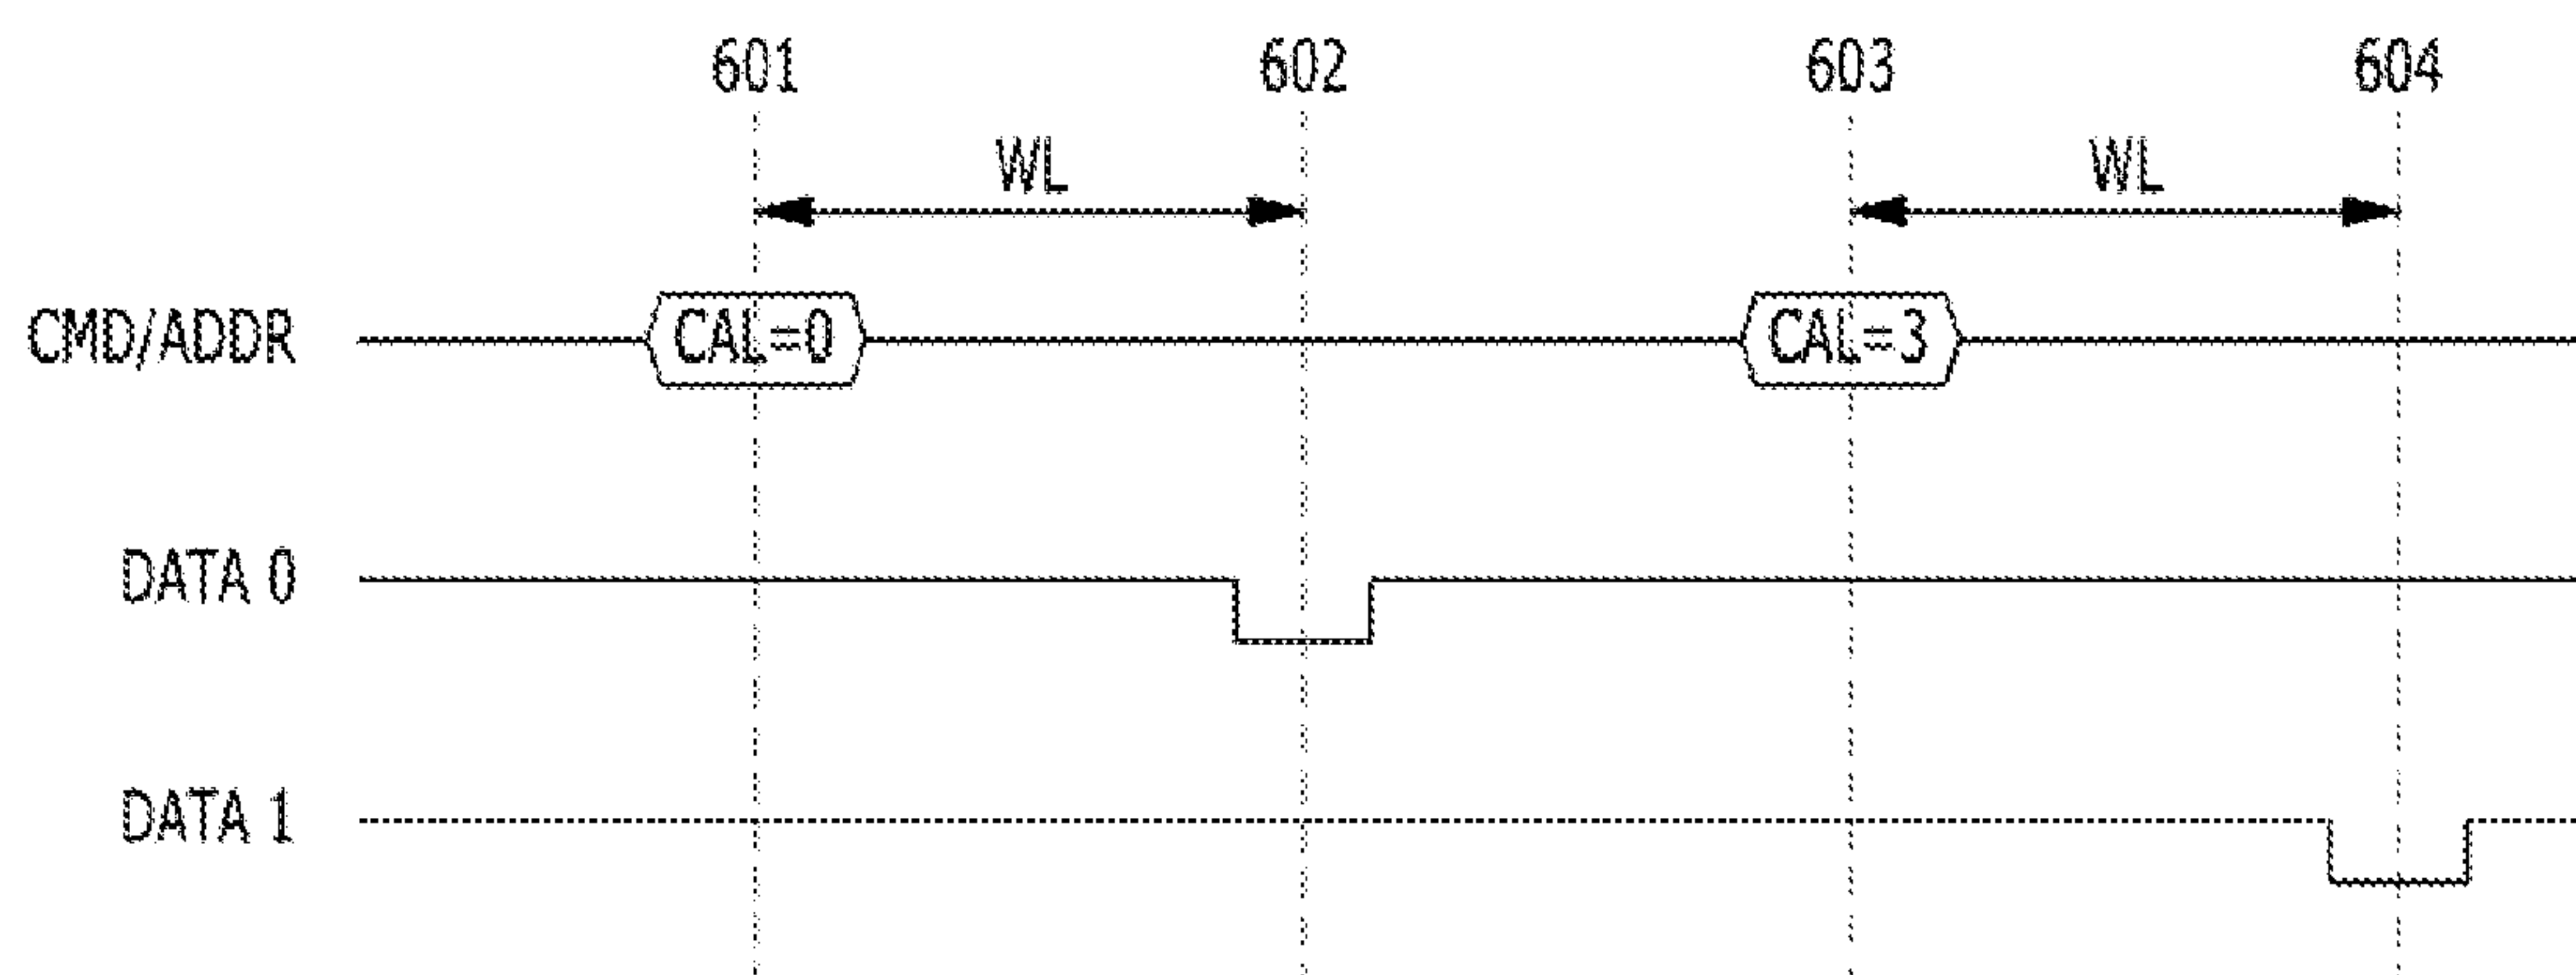 601 602 603 604
WL WL
CMD/ADDR CAL=0 CAL=3
DATA 0
DATA 1